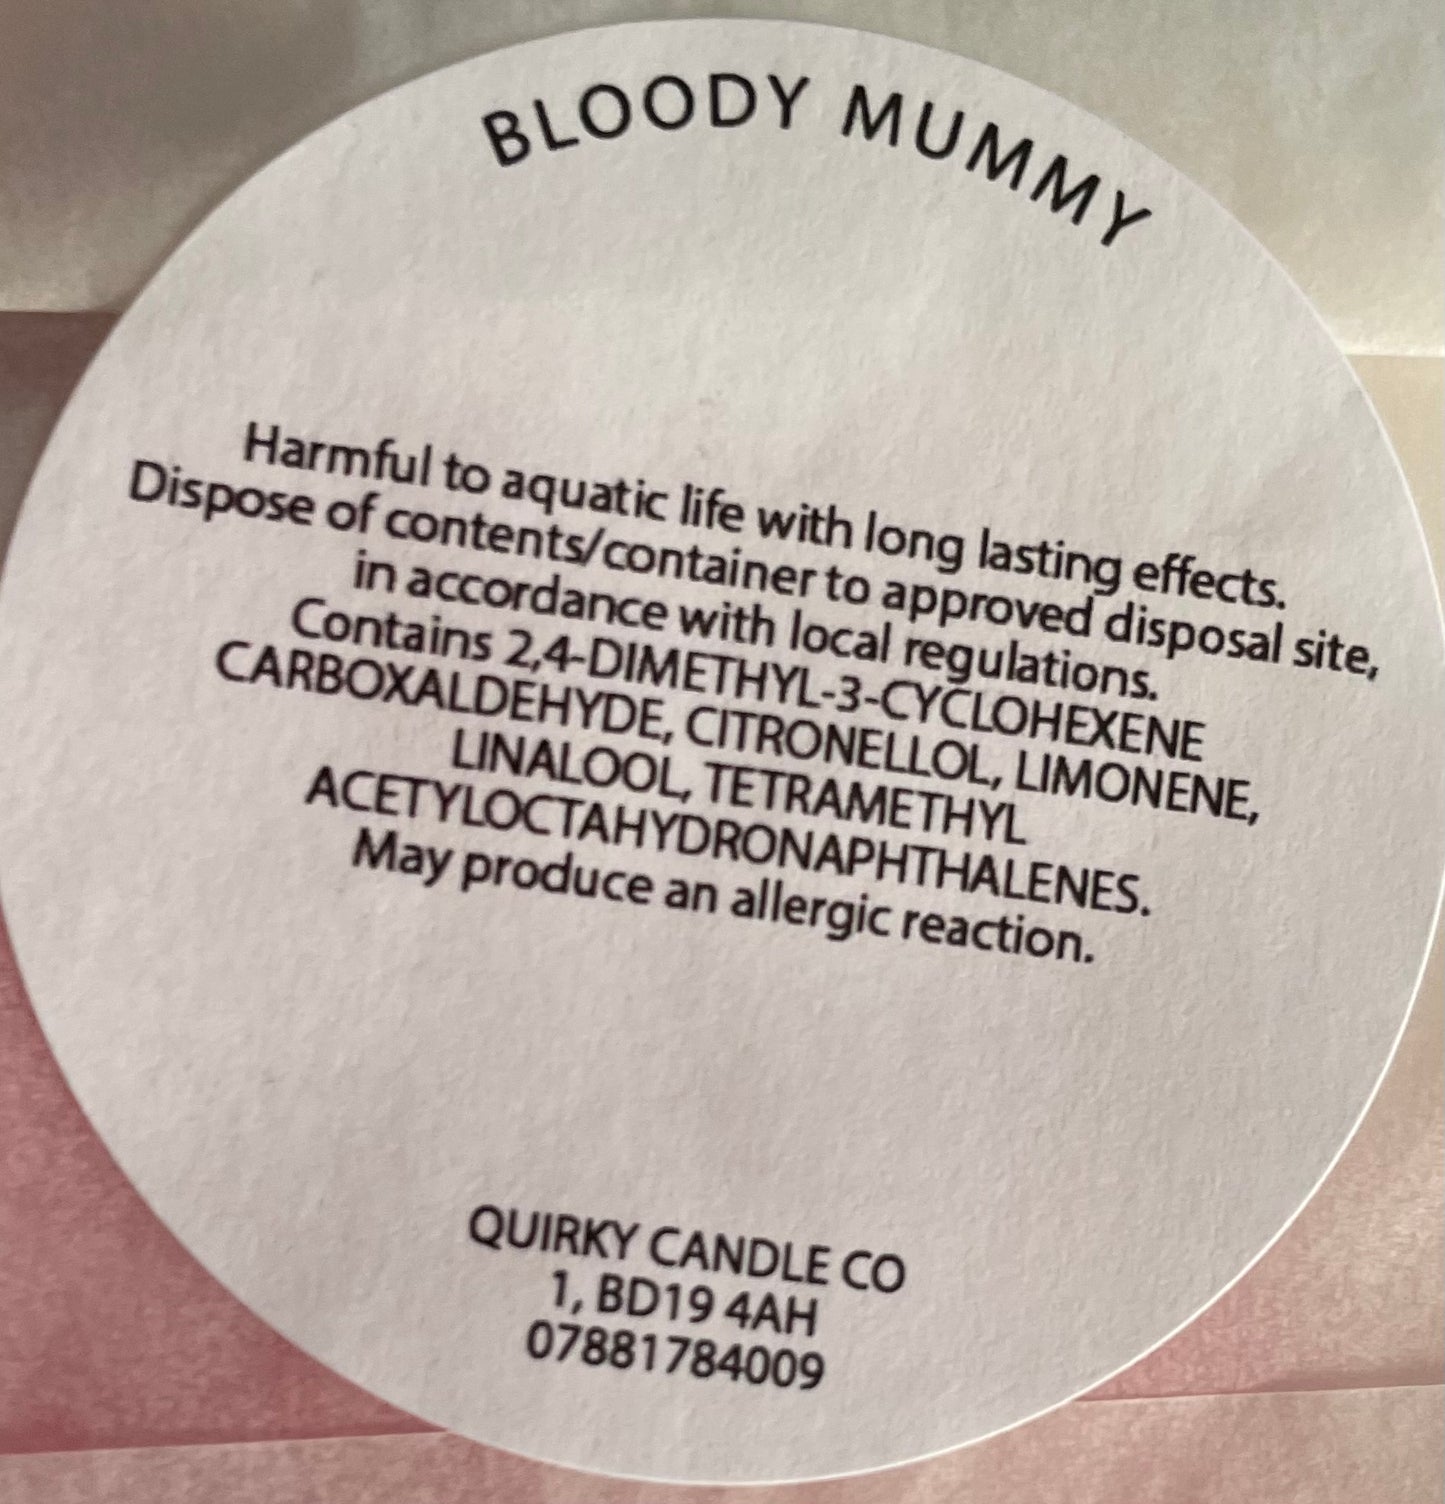 BLOODY MUMMY
Harmful to aquatic life with long lasting effects.
Dispose of contents/container to approved disposal site,
in accordance with local regulations.
Contains 2,4-DIMETHYL-3-CYCLOHEXENE
CARBOXALDEHYDE, CITRONELLOL, LIMONENE,
LINALOOL, TETRAMETHYL
ACETYLOCTAHYDRONAPHTHALENES.
May produce an allergic reaction.
QUIRKY CANDLE CO
1, BD19 4AH
07881784009